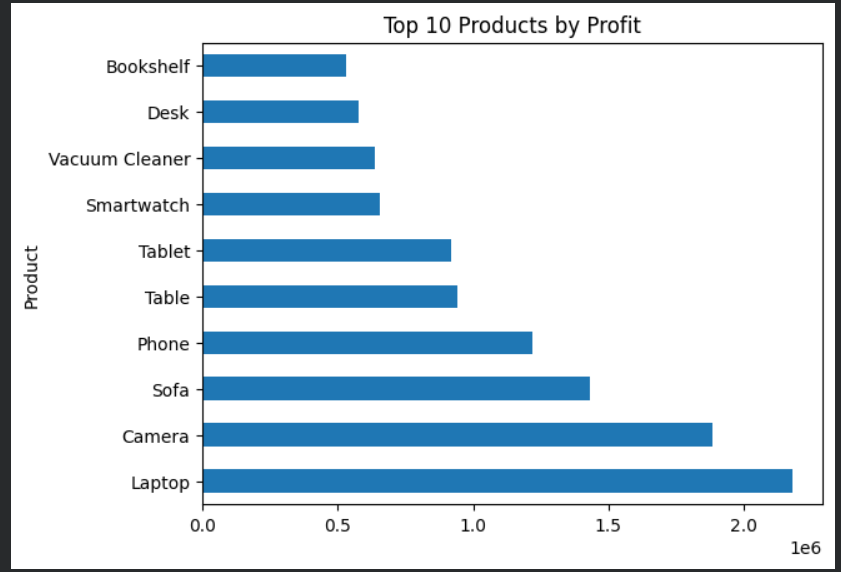 Top 10 Products by Profit
Bookshelf
Desk
Vacuum Cleaner
Smartwatch
Tablet
Table
Phone
Sofa
Camera
Laptop
Product
0.0 0.5 1.0 1.5 2.0
1e6